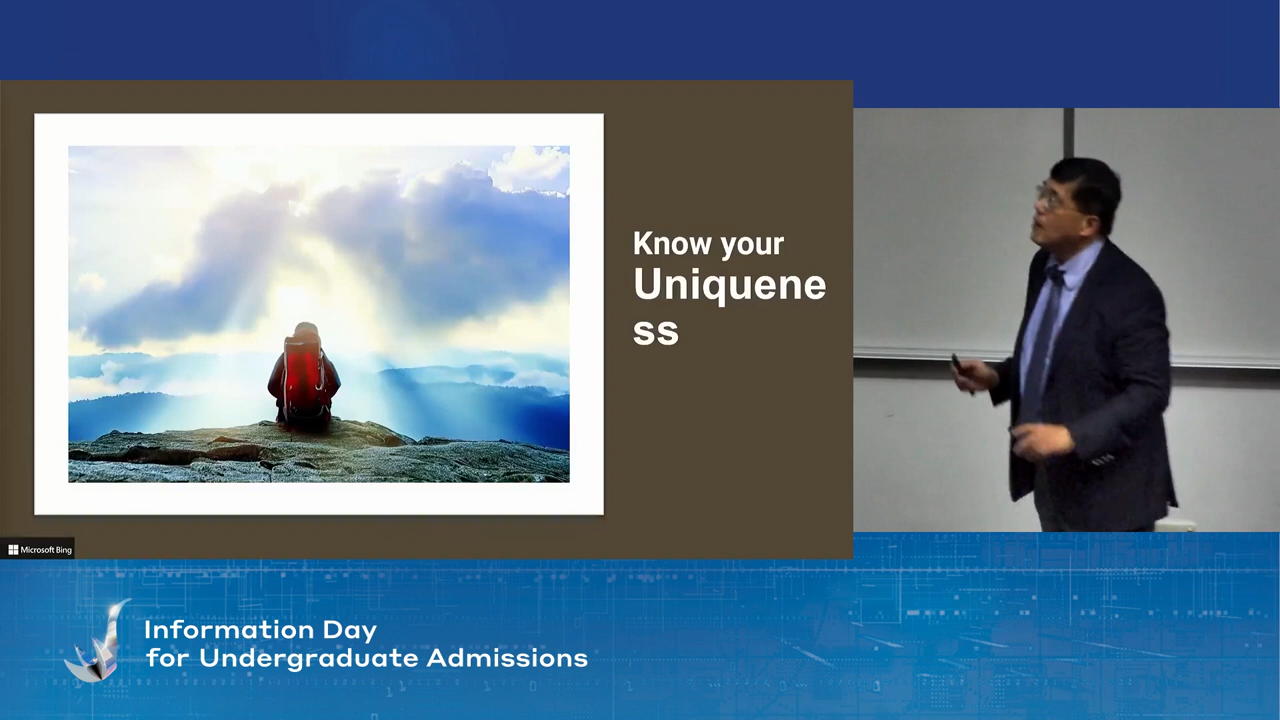 Know your
Uniquene
ss
Microsoft Bing
Information Day
for Undergraduate Admissions